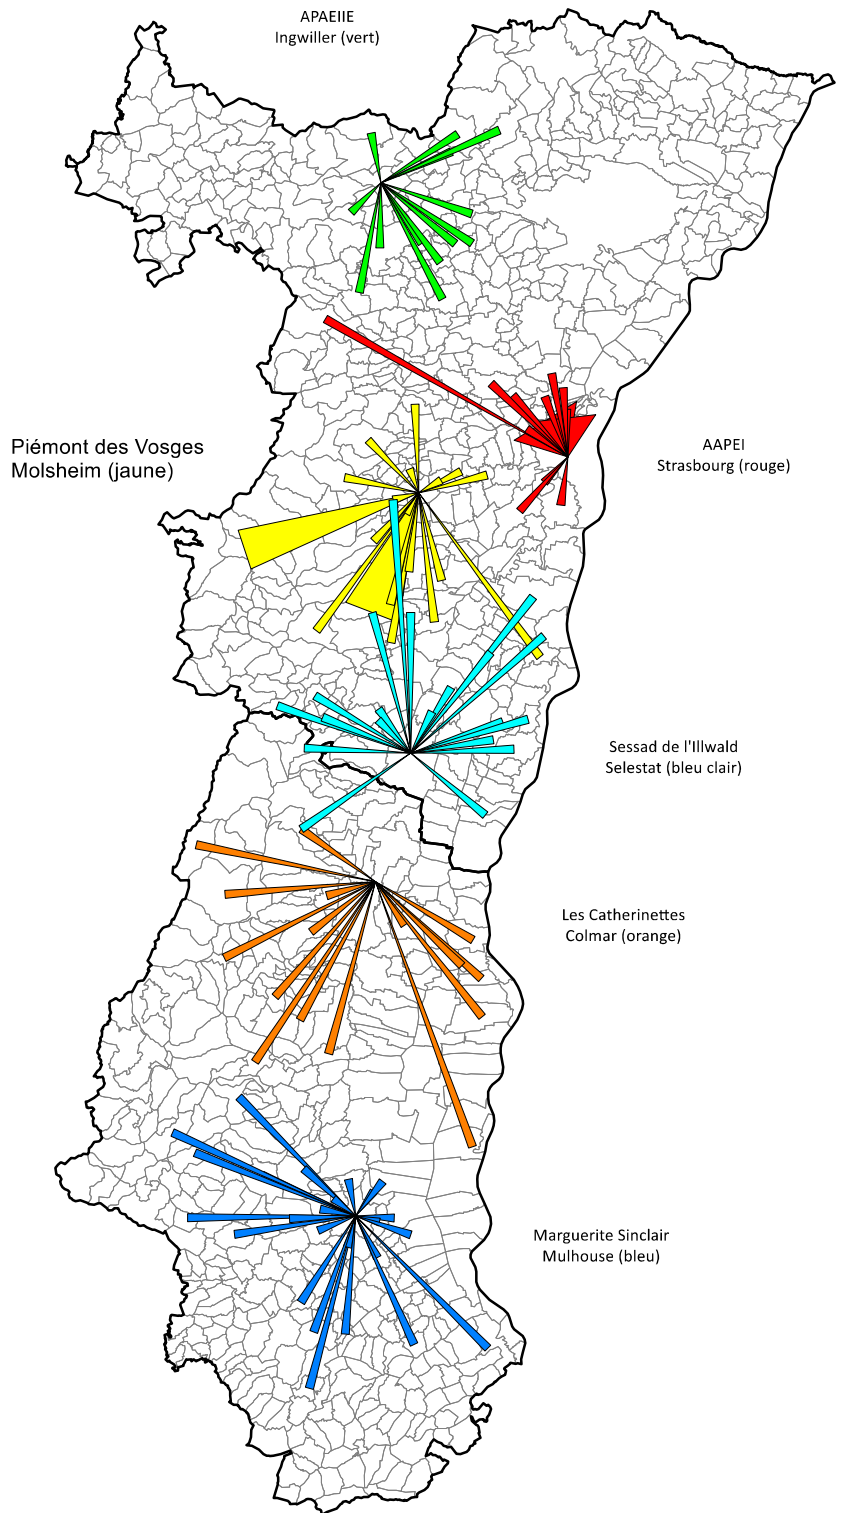 APAEIIE
Ingwiller (vert)
Piémont des Vosges
Molsheim (jaune)
AAPEI
Strasbourg (rouge)
Sessad de l'Illwald
Selestat (bleu clair)
Les Catherinettes
Colmar (orange)
Marguerite Sinclair
Mulhouse (bleu)